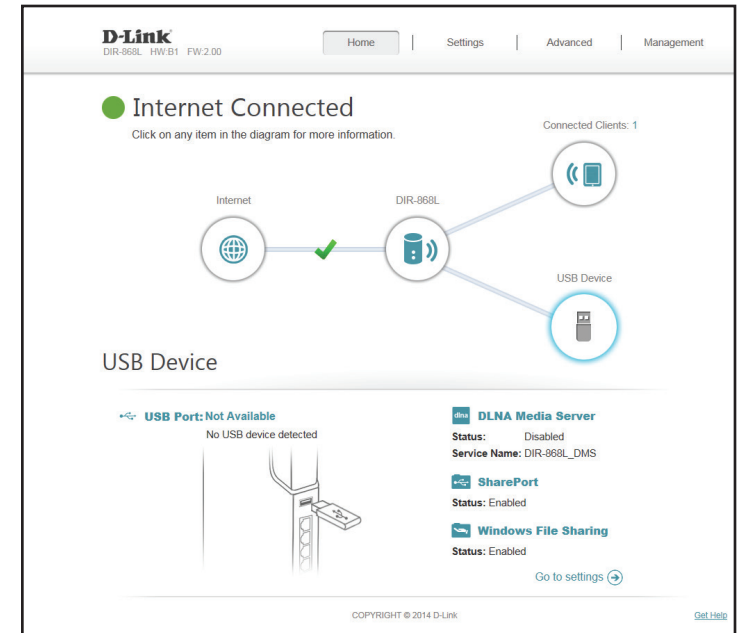 D-Link
DIR-868L HW:B1 FW:2.00
Home
Settings
Advanced
Management
Internet Connected
Click on any item in the diagram for more information.
Connected Clients: 1
Internet
DIR-868L
USB Device
USB Device
USB Port: Not Available
No USB device detected
dlna DLNA Media Server
Status: Disabled
Service Name: DIR-868L_DMS
SharePort
Status: Enabled
Windows File Sharing
Status: Enabled
Go to settings
COPYRIGHT © 2014 D-Link
Get Help